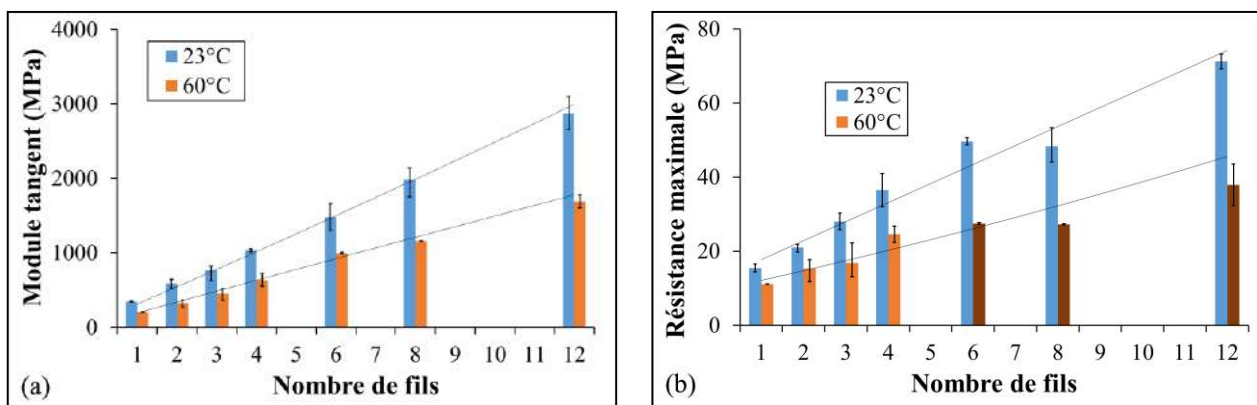 4000
3000
2000
1000
0
Module tangent (MPa)
23°C
60°C
1 2 3 4 5 6 7 8 9 10 11 12
Nombre de fils
(a)
80
60
40
20
0
Résistance maximale (MPa)
23°C
60°C
1 2 3 4 5 6 7 8 9 10 11 12
Nombre de fils
(b)